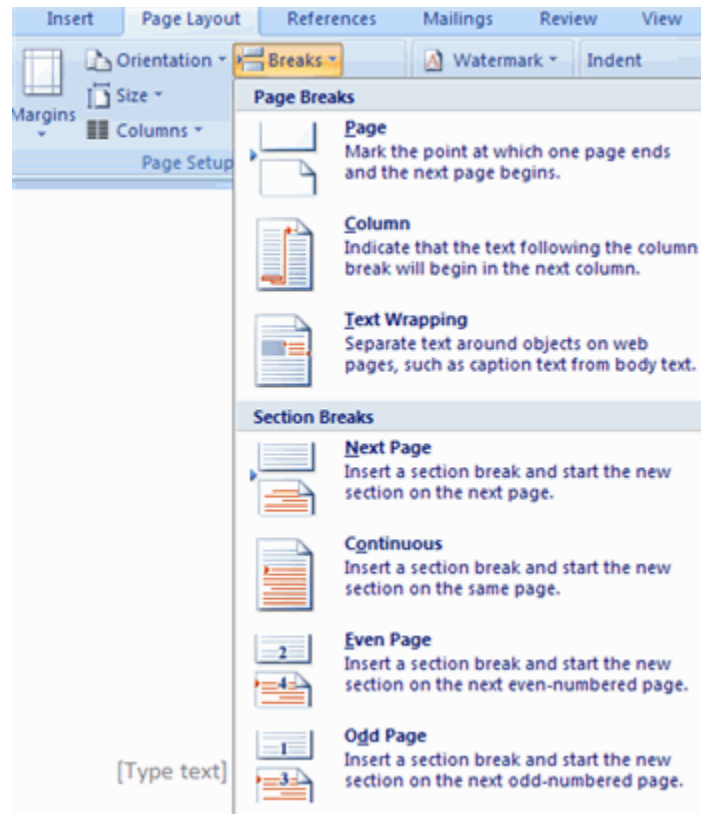 Insert Page Layout References Mailings Review View
Orientation Breaks Watermark Indent
Size
Margins
Columns
Page Setup
Page Breaks
Page
Mark the point at which one page ends
and the next page begins.
Column
Indicate that the text following the column
break will begin in the next column.
Text Wrapping
Separate text around objects on web
pages, such as caption text from body text.
Section Breaks
Next Page
Insert a section break and start the new
section on the next page.
Continuous
Insert a section break and start the new
section on the same page.
Even Page
2
Insert a section break and start the new
4
section on the next even-numbered page.
Odd Page
1
Insert a section break and start the new
3
section on the next odd-numbered page.
[Type text]